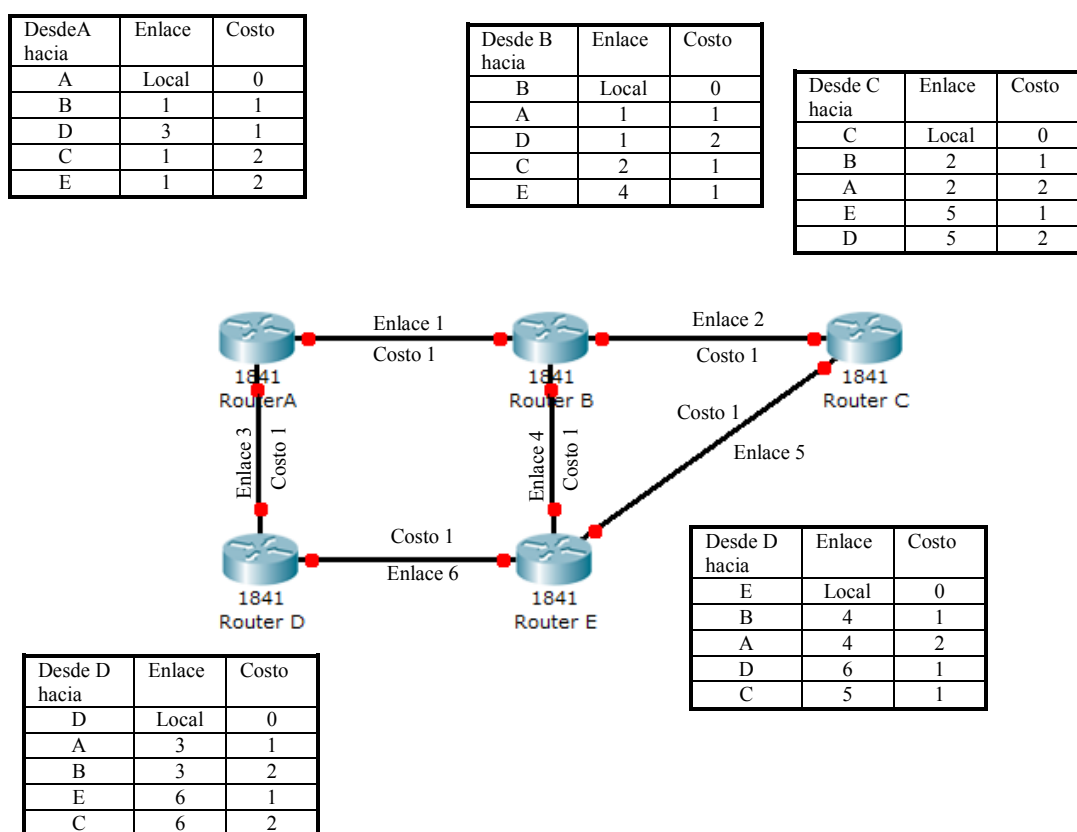 DesdeA hacia Enlace Costo
A Local 0
B 1 1
D 3 1
C 1 2
E 1 2
Desde B hacia Enlace Costo
B Local 0
A 1 1
D 1 2
C 2 1
E 4 1
Desde C hacia Enlace Costo
C Local 0
B 2 1
A 2 2
E 5 1
D 5 2
Enlace 1
Costo 1
Enlace 2
Costo 1
1841
RouterA
1841
Router B
1841
Router C
Enlace 3
Costo 1
Enlace 4
Costo 1
Costo 1
Enlace 5
Costo 1
Enlace 6
1841
Router D
1841
Router E
Desde D hacia Enlace Costo
E Local 0
B 4 1
A 4 2
D 6 1
C 5 1
Desde D hacia Enlace Costo
D Local 0
A 3 1
B 3 2
E 6 1
C 6 2